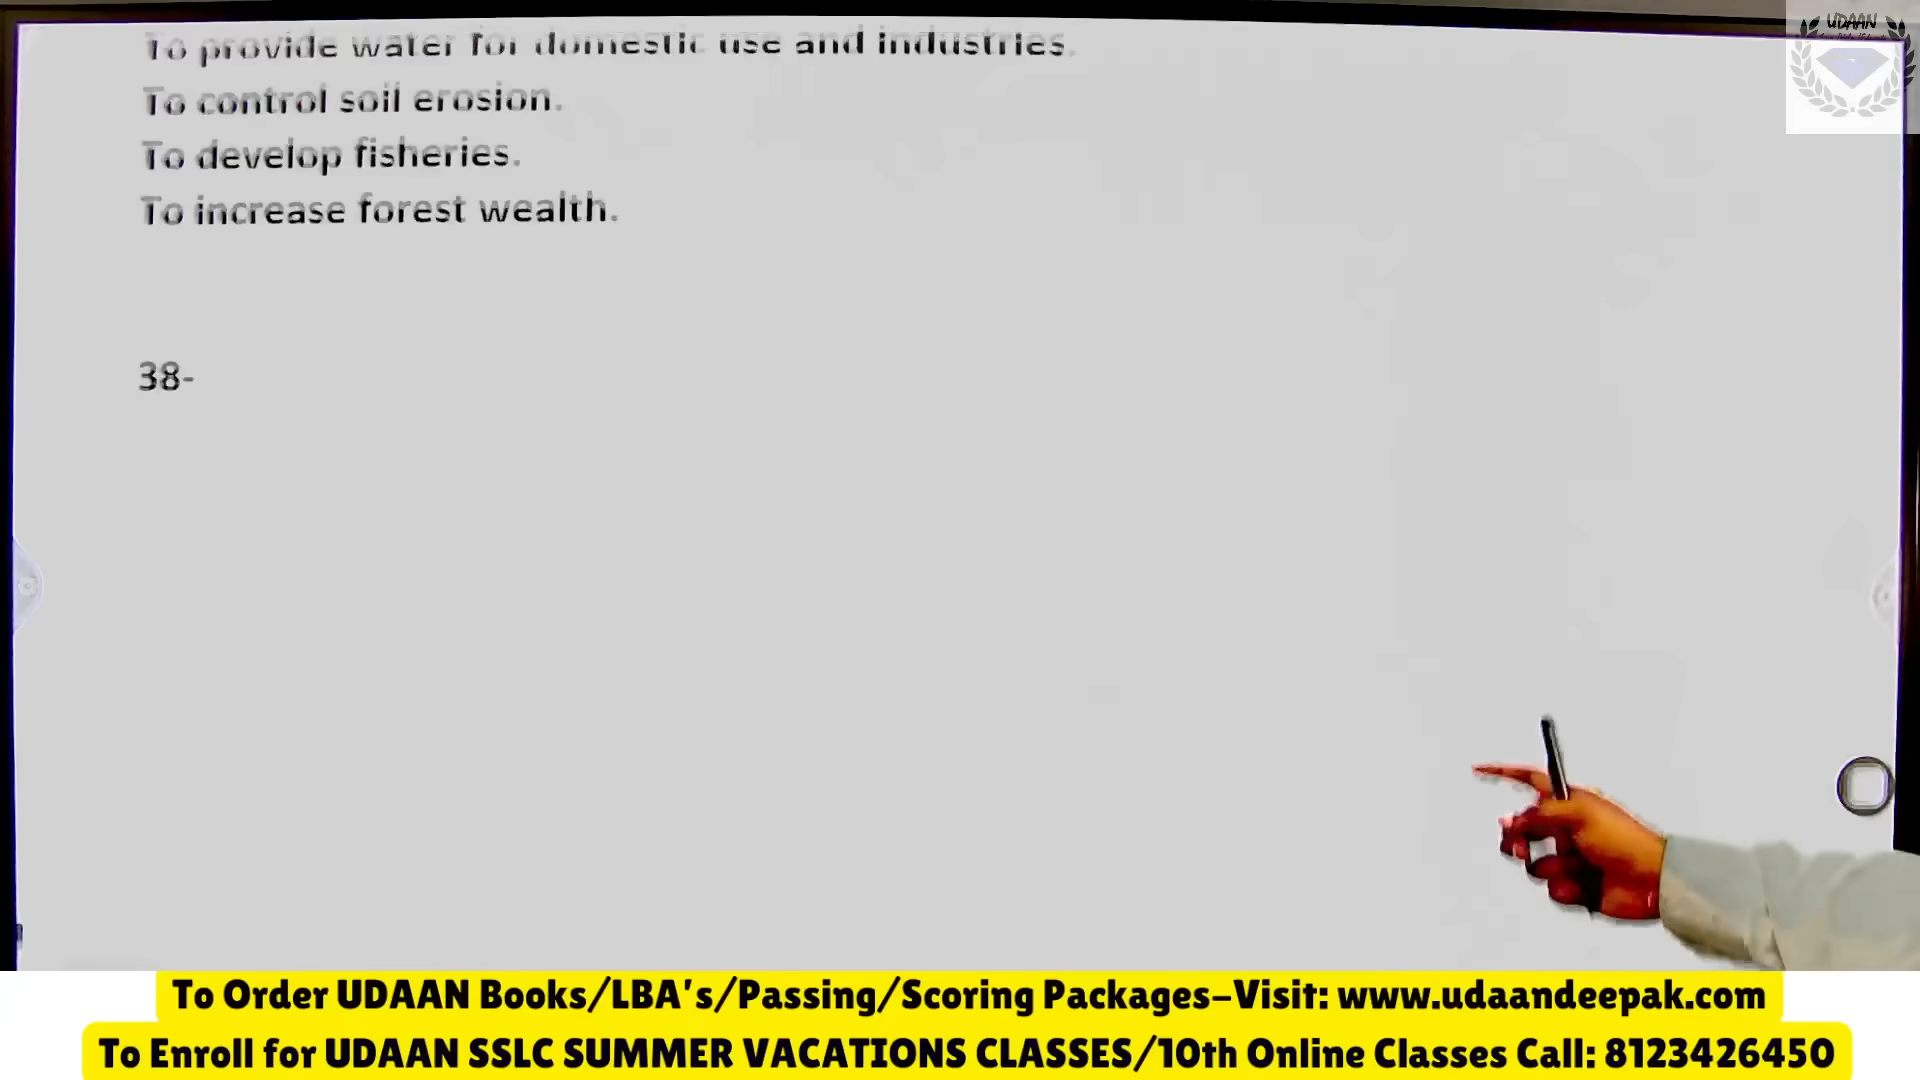 UDAAN
To provide water for domestic use and industries.
To control soil erosion.
To develop fisheries.
To increase forest wealth.
38-
To Order UDAAN Books/LBA's/Passing/Scoring Packages-Visit: www.udaandeepak.com
To Enroll for UDAAN SSLC SUMMER VACATIONS CLASSES/10th Online Classes Call: 8123426450